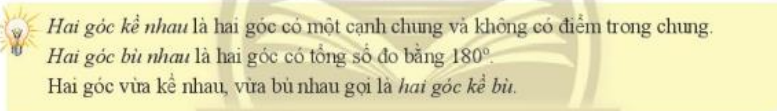 Hai góc kề nhau là hai góc có một cạnh chung và không có điểm trong chung.
Hai góc bù nhau là hai góc có tổng số đo bằng 180°.
Hai góc vừa kề nhau, vừa bù nhau gọi là hai góc kề bù.